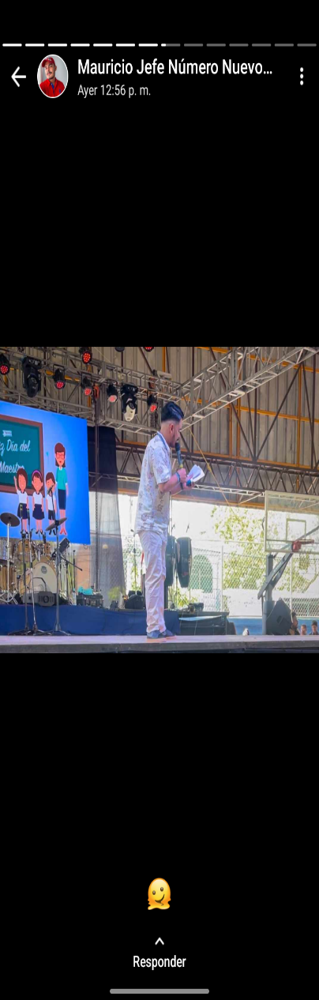 Mauricio Jefe Número Nuevo...
Ayer 12:56 p. m.
z Día del
Maestro
Responder